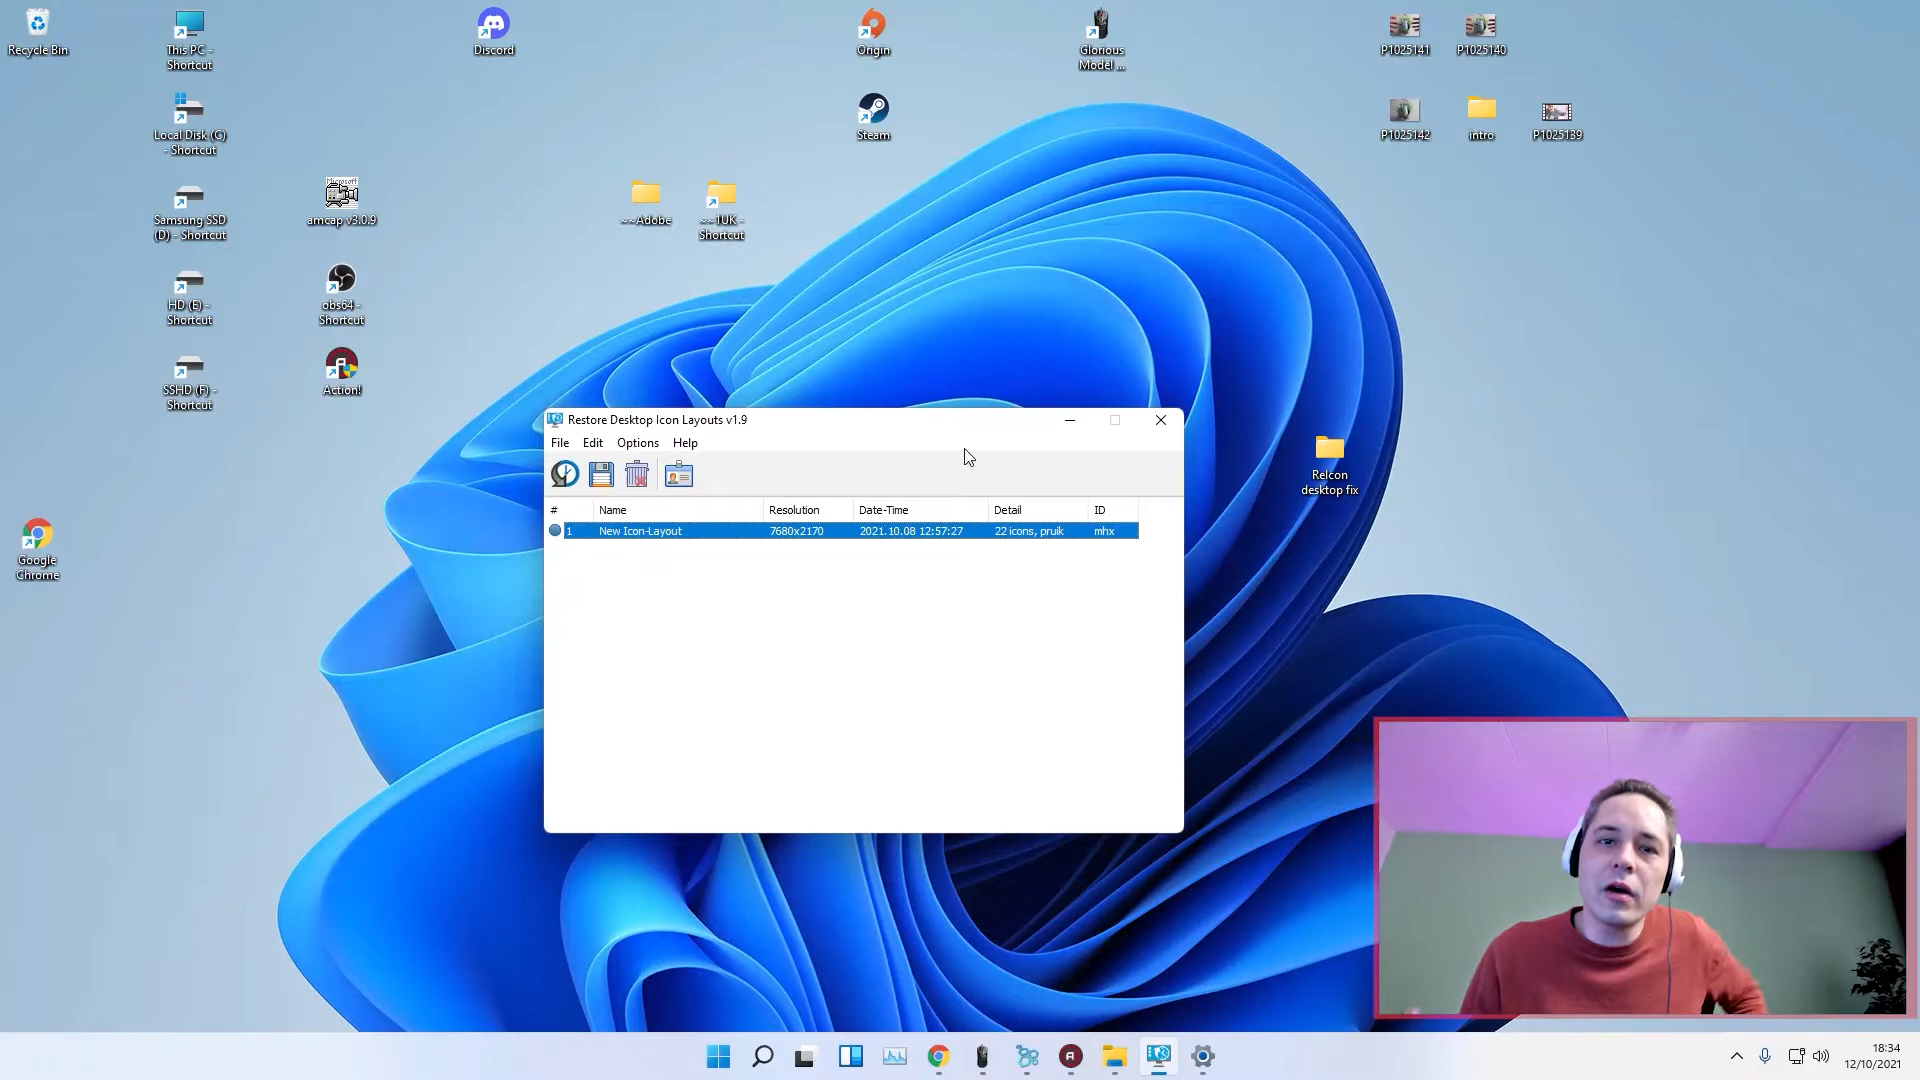 Recycle Bin
This PC -
Shortcut
Discord
Origin
Glorious
Model ...
P1025141
P1025140
Local Disk (C)
- Shortcut
Steam
P1025142
intro
P1025139
Samsung SSD
(D) - Shortcut
Microsoft
amcap v3.0.9
~~Adobe
~~1UK -
Shortcut
HD (E) -
Shortcut
obs64 -
Shortcut
SSHD (F) -
Shortcut
Action!
Restore Desktop Icon Layouts v1.9
File Edit Options Help
# Name Resolution Date-Time Detail ID
1 New Icon-Layout 7680x2170 2021.10.08 12:57:27 22 icons, pruik mhx
ReIcon
desktop fix
Google
Chrome
18:34
12/10/2021